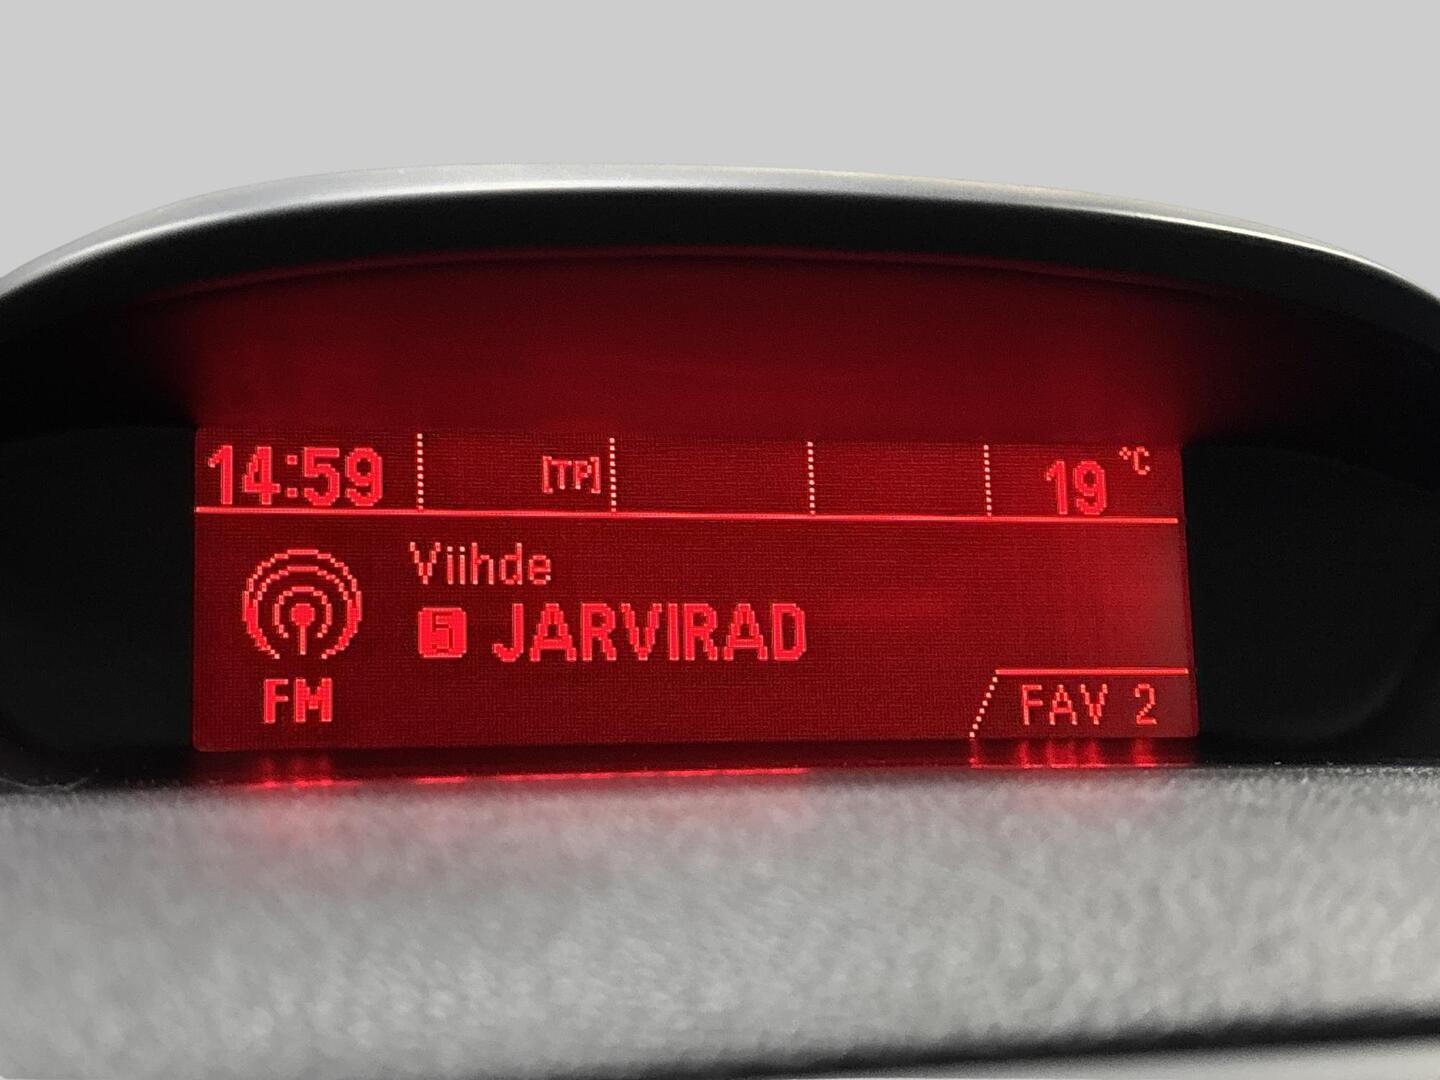 14:59 [TP] 19 °C
Viihde
5 JARVIRAD
FM
FAV 2